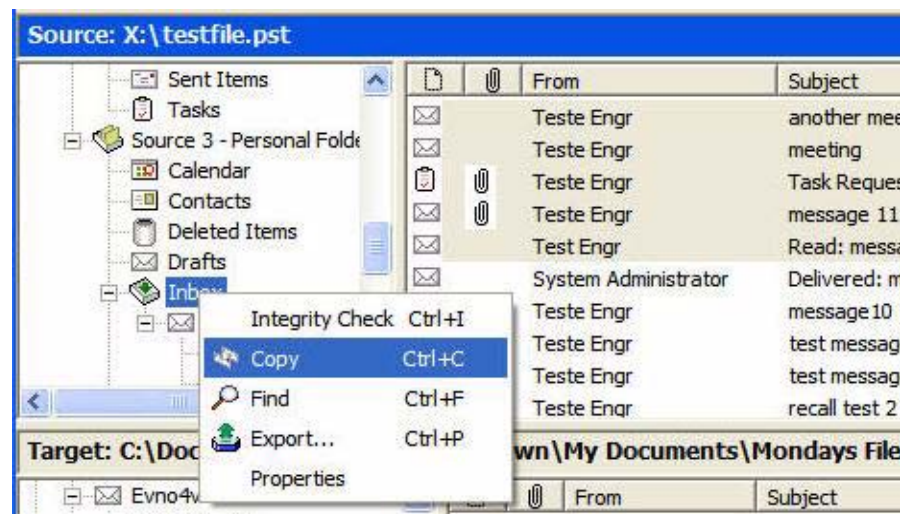 Source: X:\testfile.pst
Sent Items
Tasks
Source 3 - Personal Folde
Calendar
Contacts
Deleted Items
Drafts
Inbox
From Subject
Teste Engr another mee
Teste Engr meeting
Teste Engr Task Reques
Teste Engr message 11
Test Engr Read: messa
System Administrator Delivered: m
Teste Engr message10
Teste Engr test messag
Teste Engr test messag
Teste Engr recall test 2
Integrity Check Ctrl+I
Copy Ctrl+C
Find Ctrl+F
Export... Ctrl+P
Properties
Target: C:\Doc wn\My Documents\Mondays File
Evno4v
From Subject